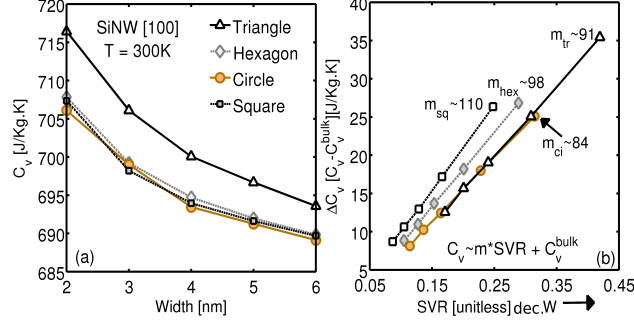 720
715
710
705
700
695
690
685
2
3
4
5
6
C_v [J/Kg.K]
Width [nm]
SiNW [100]
T = 300K
Triangle
Hexagon
Circle
Square
(a)
40
35
30
25
20
15
10
5
0.05
0.15
0.25
0.35
0.45
ΔC_v [C_v-C_v^bulk][J/Kg.K]
SVR [unitless] dec.W
m_tr~91
m_hex~98
m_sq~110
m_ci~84
C_v~m*SVR + C_v^bulk
(b)